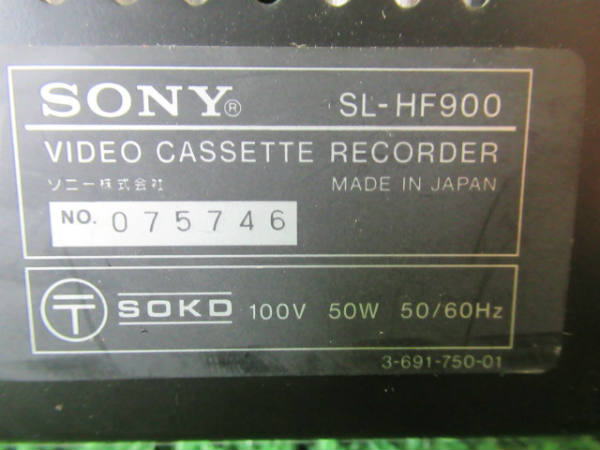 SONY® SL-HF900
VIDEO CASSETTE RECORDER
ソニー株式会社 MADE IN JAPAN
NO. 075746
〒 SOKD 100V 50W 50/60Hz
3-691-750-01